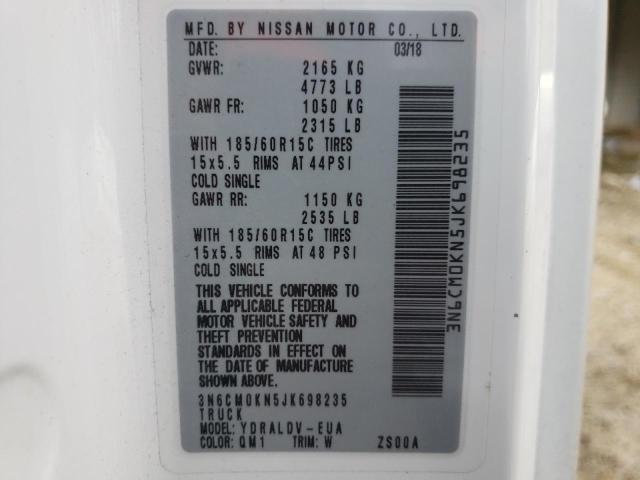 MFD. BY NISSAN MOTOR CO., LTD.
DATE: 03/18
GVWR: 2165 KG
4773 LB
GAWR FR: 1050 KG
2315 LB
WITH 185/60R15C TIRES
15x5.5 RIMS AT 44PSI
COLD SINGLE
GAWR RR: 1150 KG
2535 LB
WITH 185/60R15C TIRES
15x5.5 RIMS AT 48 PSI
COLD SINGLE
THIS VEHICLE CONFORMS TO
ALL APPLICABLE FEDERAL
MOTOR VEHICLE SAFETY AND
THEFT PREVENTION
STANDARDS IN EFFECT ON
THE DATE OF MANUFACTURE
SHOWN ABOVE.
3N6CM0KN5JK698235
TRUCK
MODEL: YDRALDV-EUA
COLOR: QM1 TRIM: W ZS00A
3N6CM0KN5JK698235